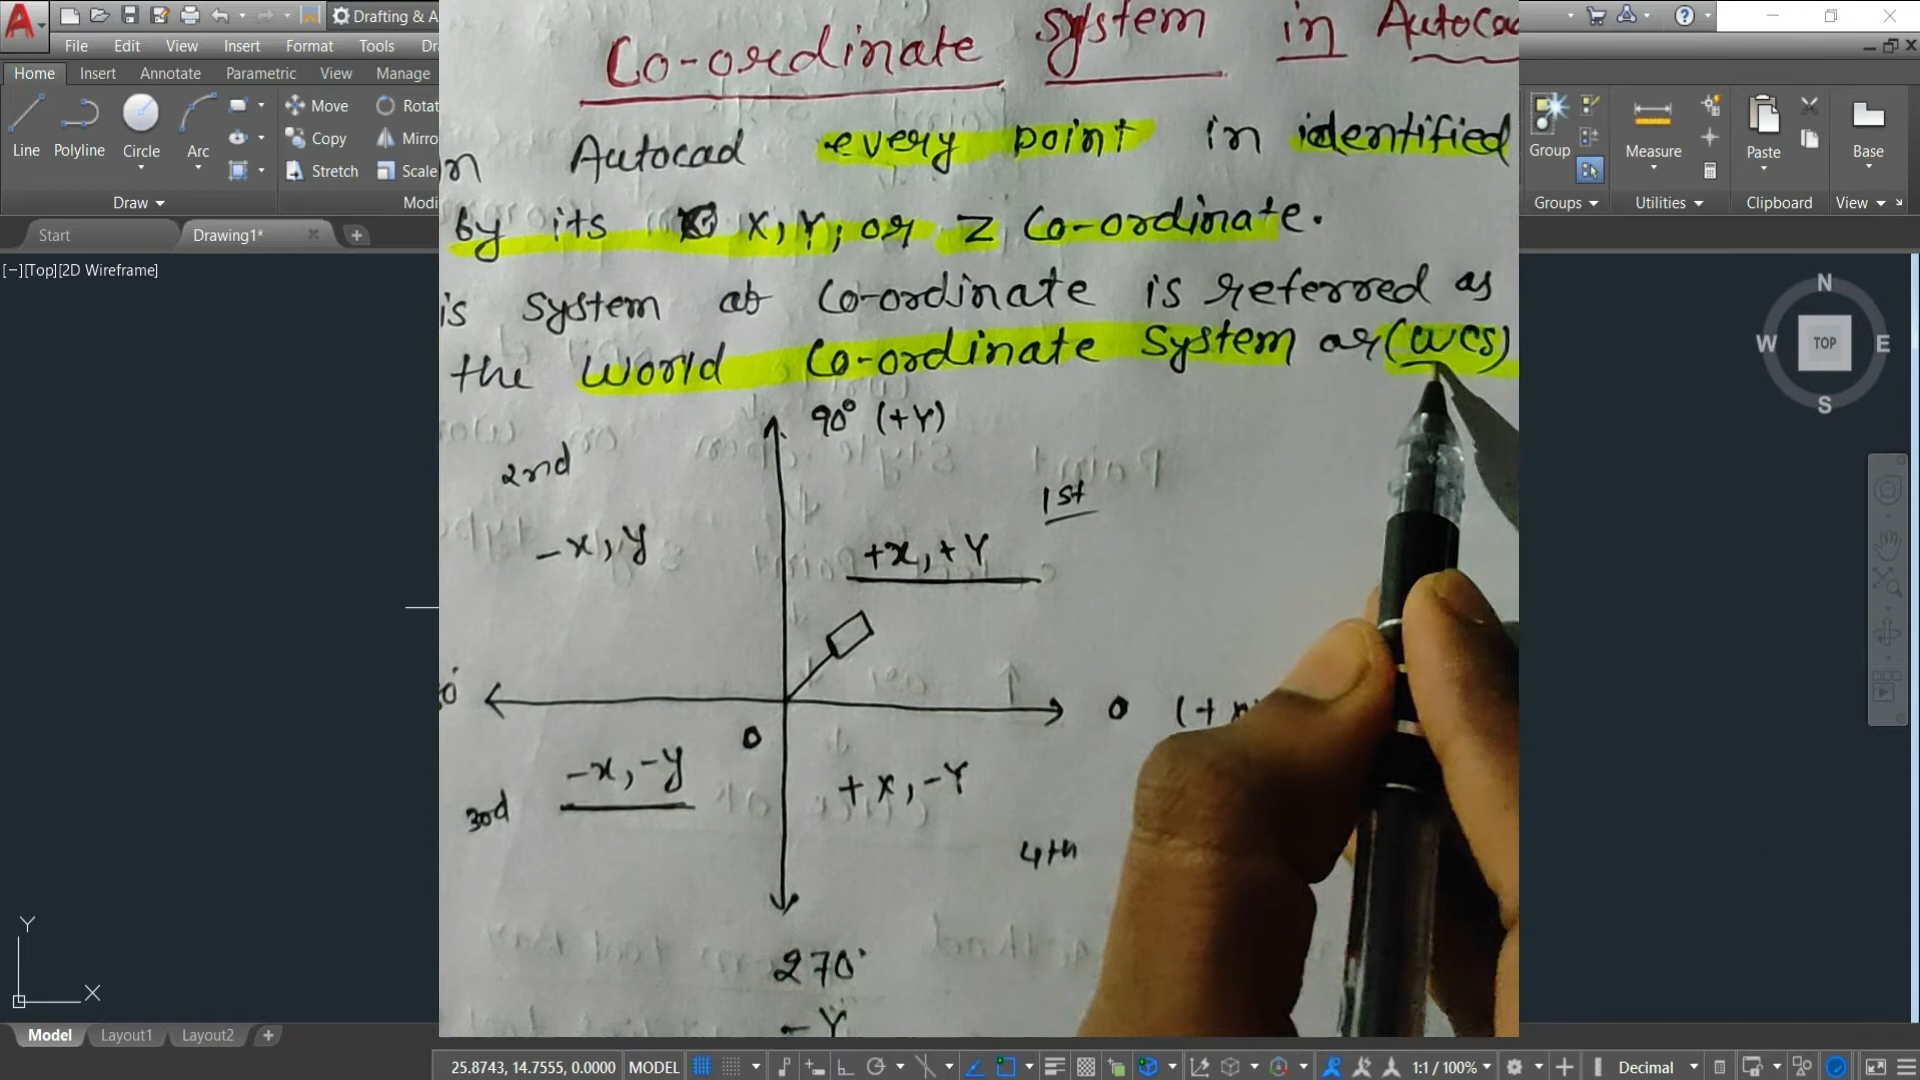 Drafting & A
File Edit View Insert Format Tools
Home Insert Annotate Parametric View Manage
Line Polyline Circle Arc
Move
Copy
Stretch
Scale
Draw
Group
Measure
Paste
Base
Groups Utilities Clipboard View
Start Drawing1*
[−][Top][2D Wireframe]
Co-ordinate system in
Autocad every point in identified
by its X, Y, or Z Co-ordinate.
is system at Co-ordinate is referred as
the World Co-ordinate System or (WCS)
90° (+Y)
2nd
1st
-x, y
+x, +Y
0
0
-x, -y
+x, -Y
3rd
4th
270°
-Y
N
W TOP E
S
Y
X
Model Layout1 Layout2 +
25.8743, 14.7555, 0.0000 MODEL 1:1 / 100% Decimal